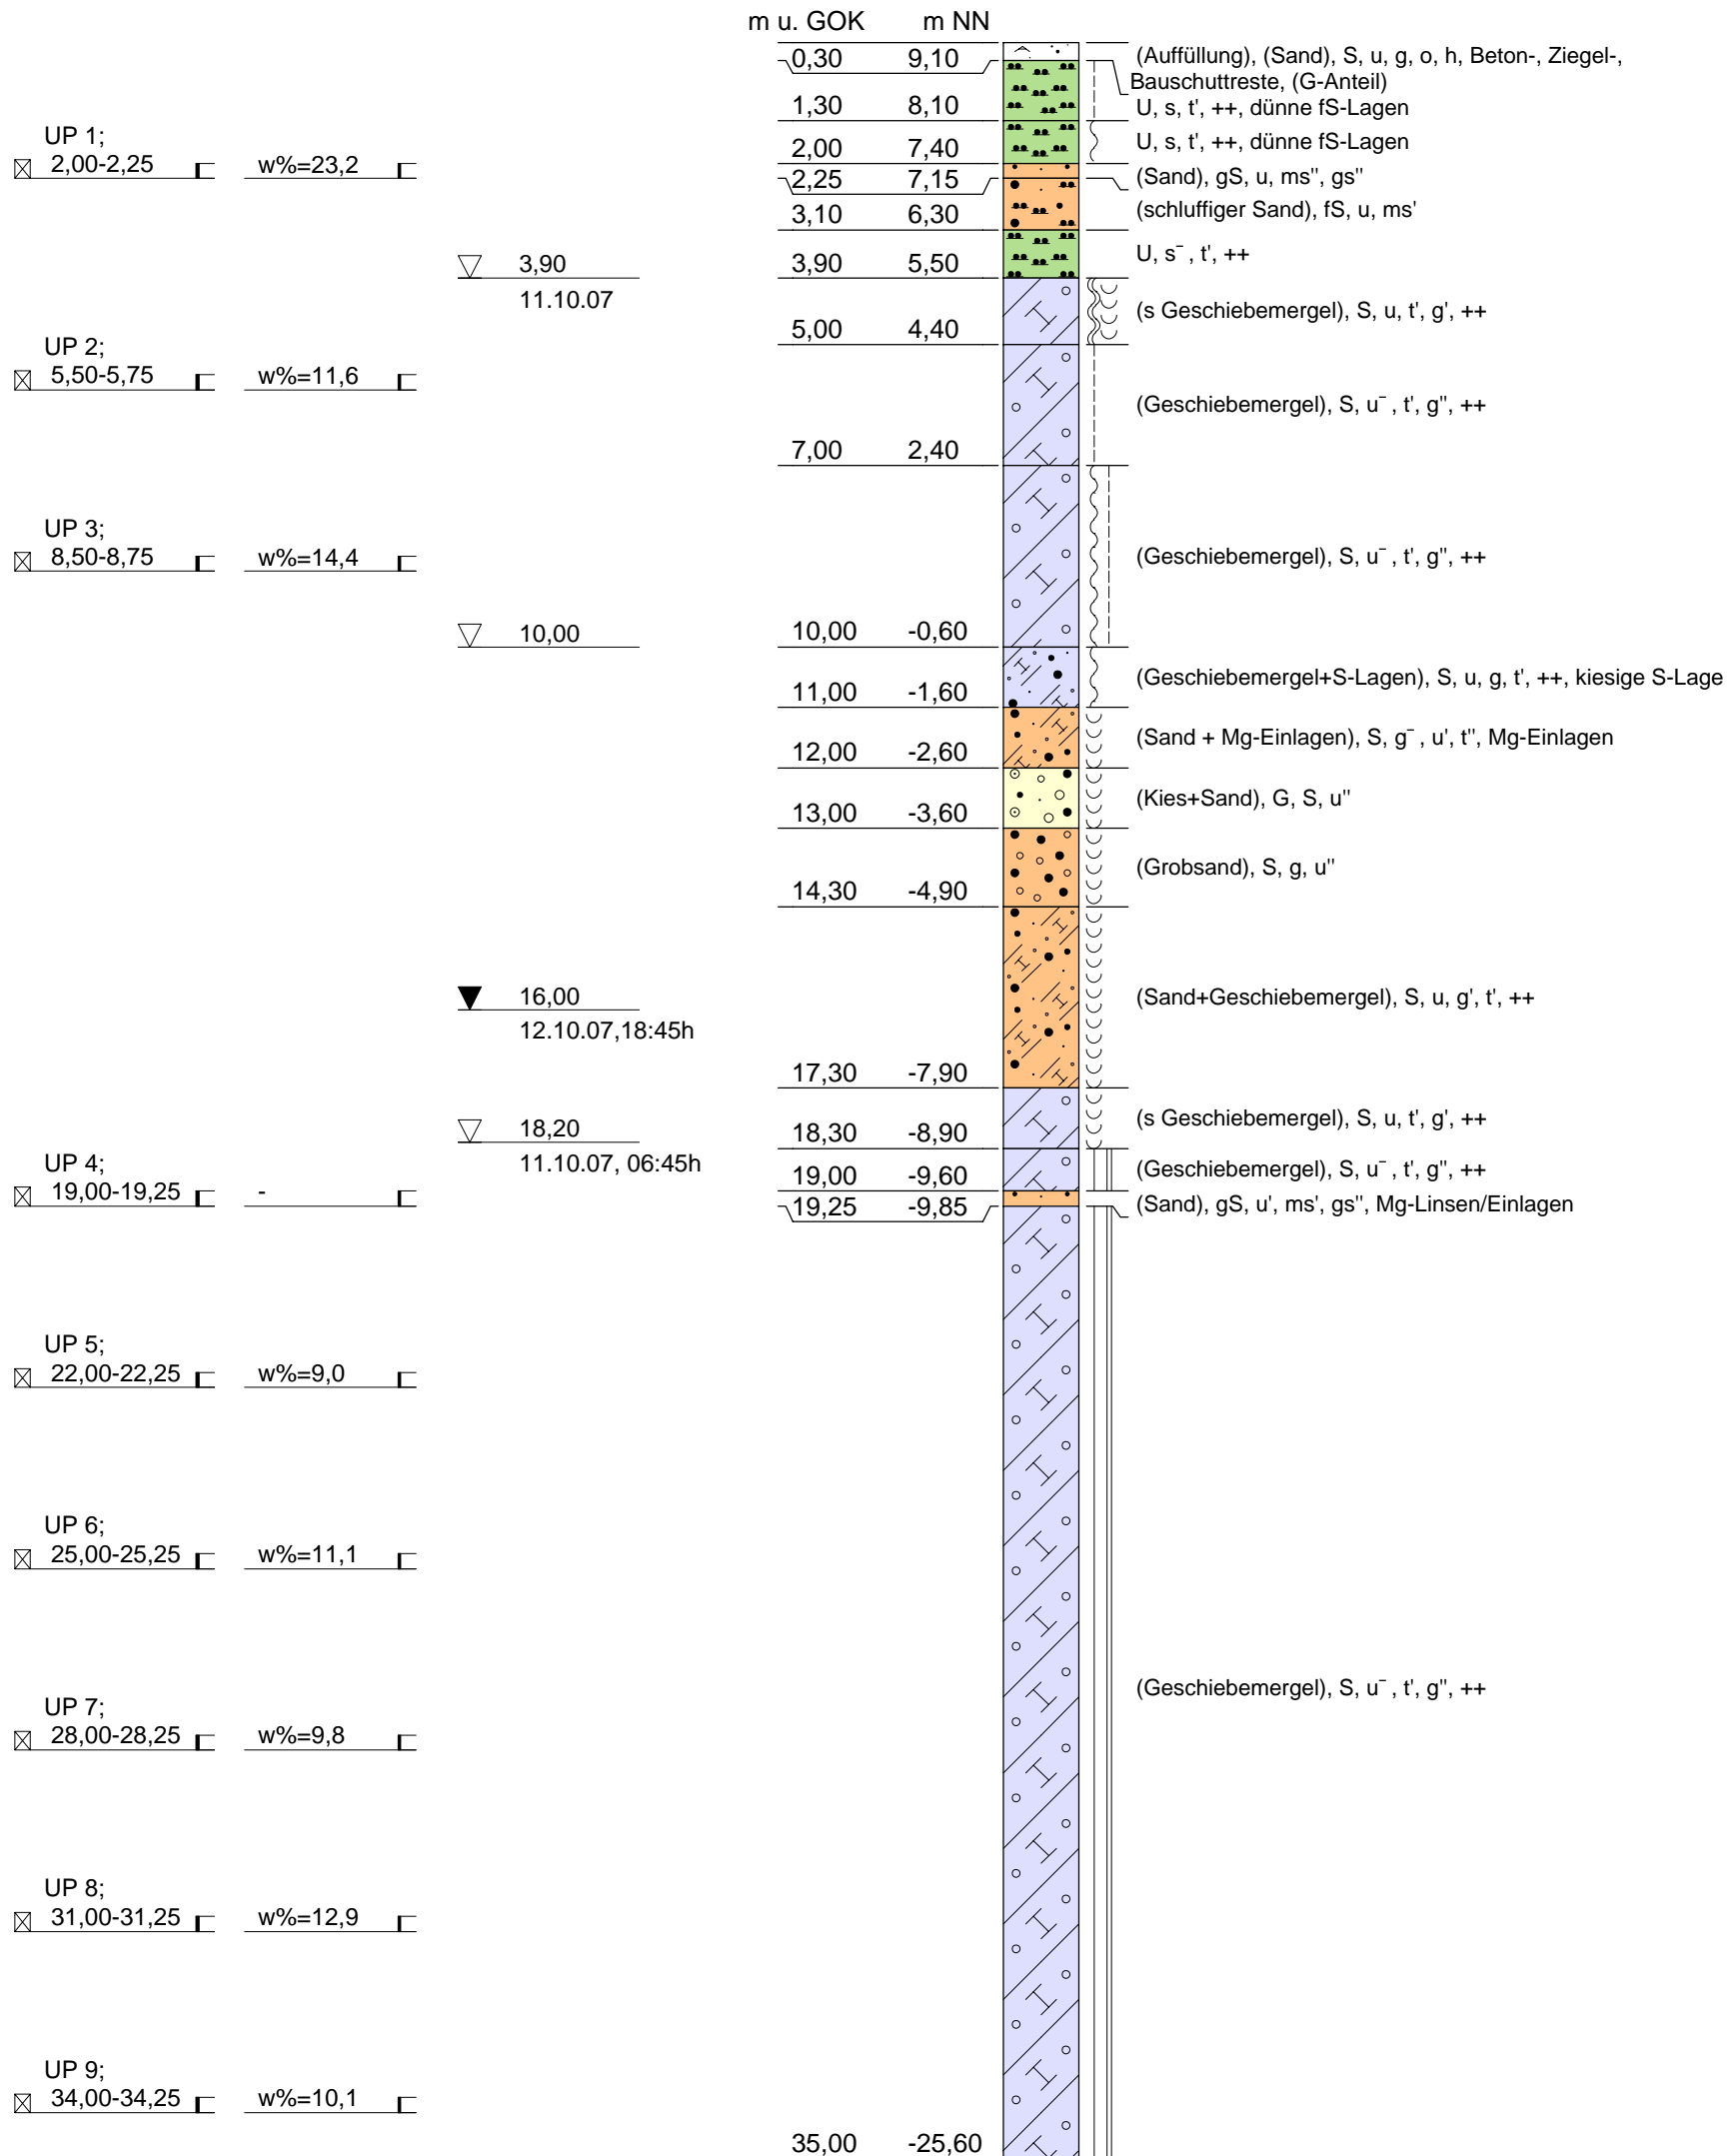 m u. GOK m NN
0,30 9,10 (Auffüllung), (Sand), S, u, g, o, h, Beton-, Ziegel-,
Bauschuttreste, (G-Anteil)
1,30 8,10 U, s, t', ++, dünne fS-Lagen
UP 1;
2,00 7,40 U, s, t', ++, dünne fS-Lagen
2,00-2,25 w%=23,2
2,25 7,15 (Sand), gS, u, ms'', gs''
3,10 6,30 (schluffiger Sand), fS, u, ms'
3,90 3,90 5,50 U, s¯, t', ++
11.10.07
5,00 4,40 (s Geschiebemergel), S, u, t', g', ++
UP 2;
5,50-5,75 w%=11,6
7,00 2,40 (Geschiebemergel), S, u¯, t', g'', ++
UP 3;
8,50-8,75 w%=14,4
(Geschiebemergel), S, u¯, t', g'', ++
10,00 10,00 -0,60
11,00 -1,60 (Geschiebemergel+S-Lagen), S, u, g, t', ++, kiesige S-Lage
12,00 -2,60 (Sand + Mg-Einlagen), S, g¯, u', t'', Mg-Einlagen
13,00 -3,60 (Kies+Sand), G, S, u''
14,30 -4,90 (Grobsand), S, g, u''
16,00 (Sand+Geschiebemergel), S, u, g', t', ++
12.10.07,18:45h
17,30 -7,90
18,20 18,30 -8,90 (s Geschiebemergel), S, u, t', g', ++
11.10.07, 06:45h
UP 4;
19,00 -9,60 (Geschiebemergel), S, u¯, t', g'', ++
19,00-19,25 -
19,25 -9,85 (Sand), gS, u', ms', gs'', Mg-Linsen/Einlagen
UP 5;
22,00-22,25 w%=9,0
UP 6;
25,00-25,25 w%=11,1
(Geschiebemergel), S, u¯, t', g'', ++
UP 7;
28,00-28,25 w%=9,8
UP 8;
31,00-31,25 w%=12,9
UP 9;
34,00-34,25 w%=10,1
35,00 -25,60